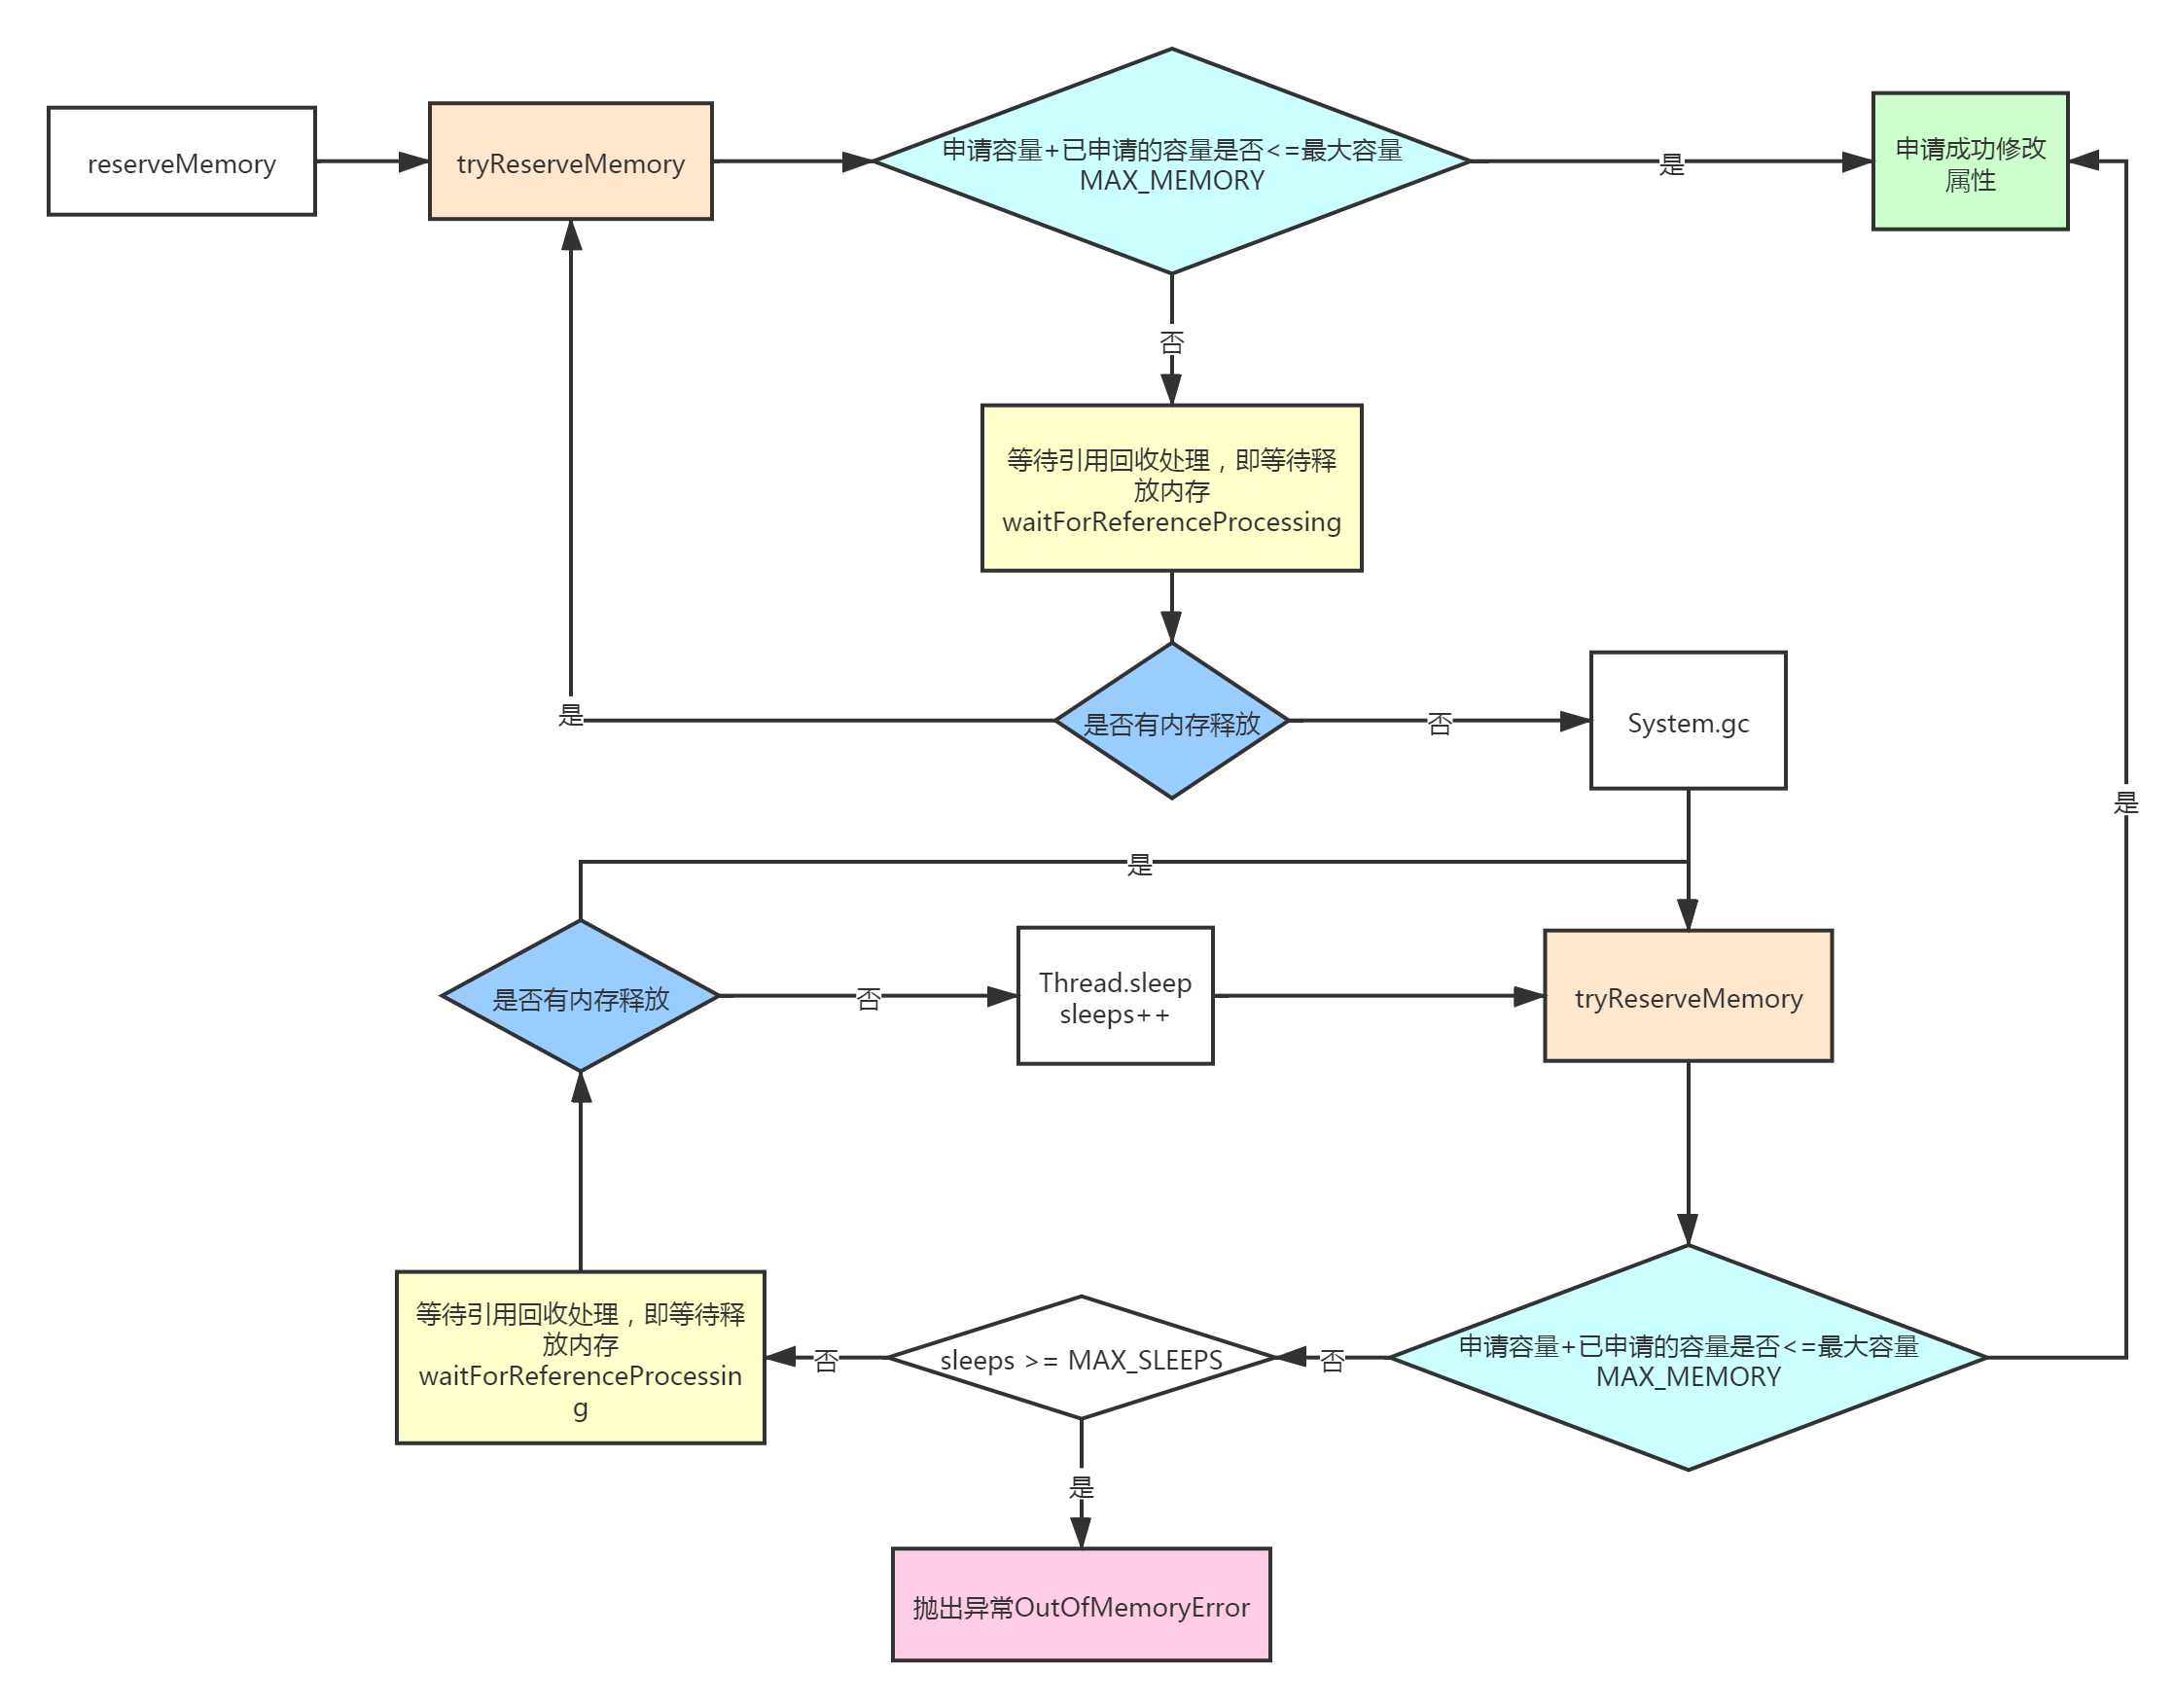 reserveMemory
tryReserveMemory
申请容量+已申请的容量是否<=最大容量
MAX_MEMORY
是
申请成功修改
属性
否
等待引用回收处理，即等待释
放内存
waitForReferenceProcessing
是
是否有内存释放
否
System.gc
是
是
是否有内存释放
否
Thread.sleep
sleeps++
tryReserveMemory
等待引用回收处理，即等待释
放内存
waitForReferenceProcessin
g
否
sleeps >= MAX_SLEEPS
否
申请容量+已申请的容量是否<=最大容量
MAX_MEMORY
是
抛出异常OutOfMemoryError